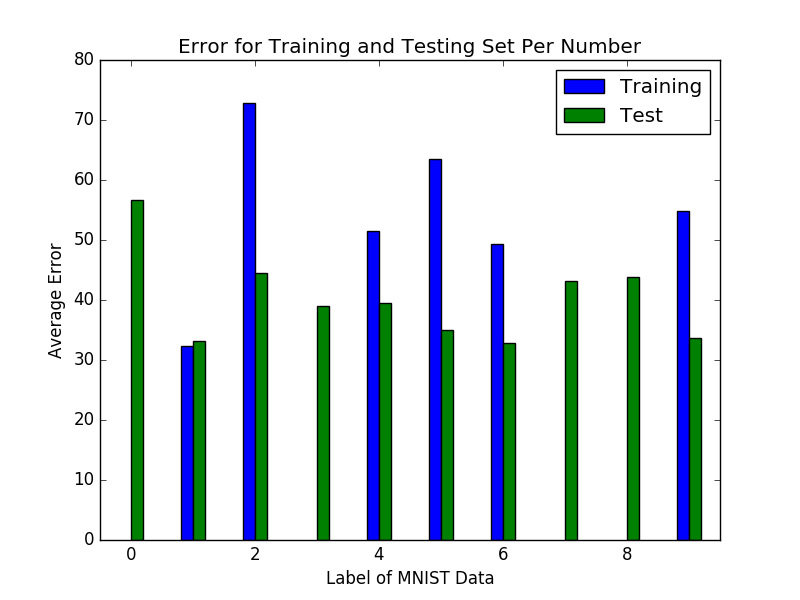 Error for Training and Testing Set Per Number
80
70
60
50
40
30
20
10
0
Average Error
Training
Test
0 2 4 6 8
Label of MNIST Data